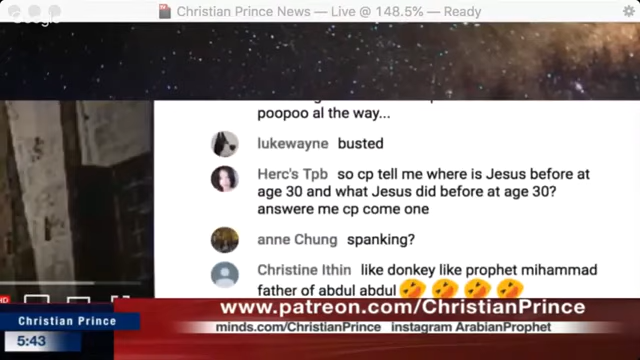 Christian Prince News — Live @ 148.5% — Ready
Google
poopoo al the way...
lukewayne busted
Herc's Tpb so cp tell me where is Jesus before at
age 30 and what Jesus did before at age 30?
answere me cp come one
anne Chung spanking?
Christine Ithin like donkey like prophet mihammad
father of abdul abdul
HD
www.patreon.com/ChristianPrince
Christian Prince
minds.com/ChristianPrince instagram ArabianProphet
5:43